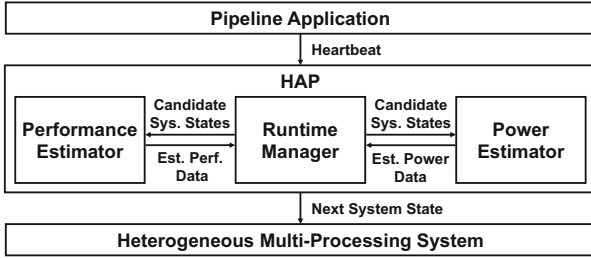 Pipeline Application
Heartbeat
HAP
Performance
Estimator
Candidate
Sys. States
Est. Perf.
Data
Runtime
Manager
Candidate
Sys. States
Est. Power
Data
Power
Estimator
Next System State
Heterogeneous Multi-Processing System